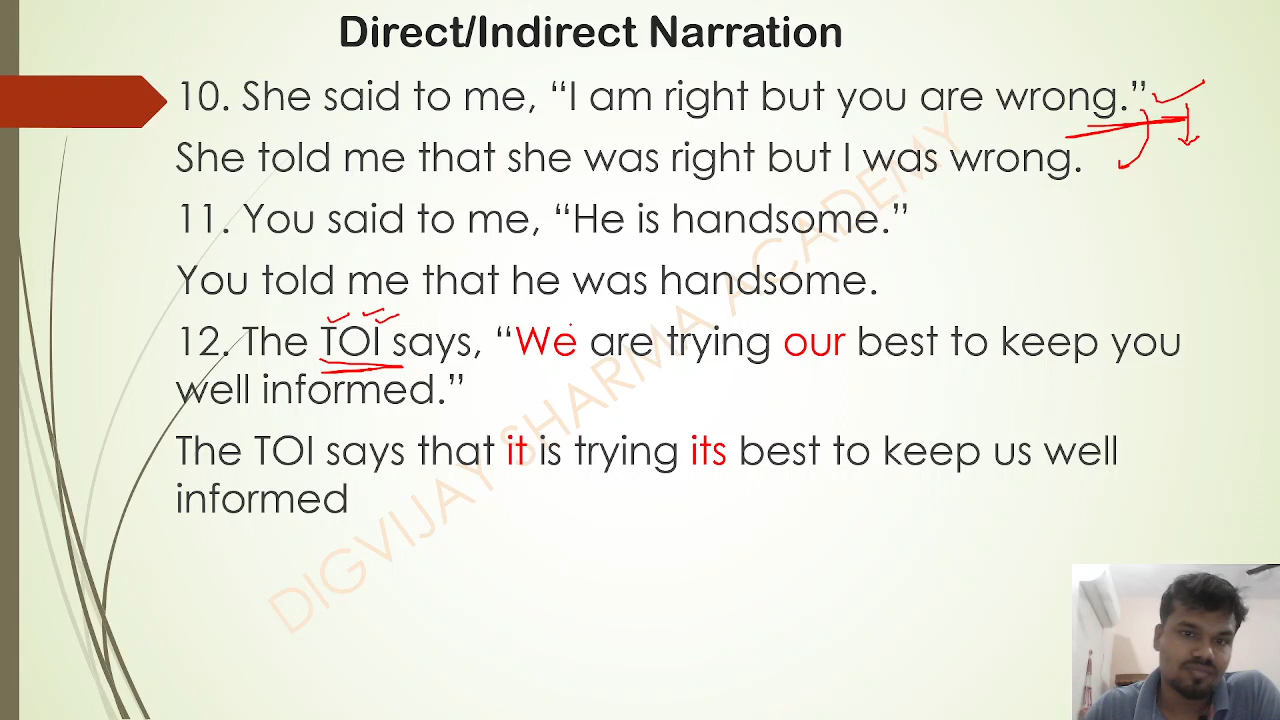 Direct/Indirect Narration
10. She said to me, “I am right but you are wrong.”
She told me that she was right but I was wrong.
11. You said to me, “He is handsome.”
You told me that he was handsome.
12. The TOI says, “We are trying our best to keep you
well informed.”
The TOI says that it is trying its best to keep us well
informed
DIGVIJAY SHARMA ACADEMY